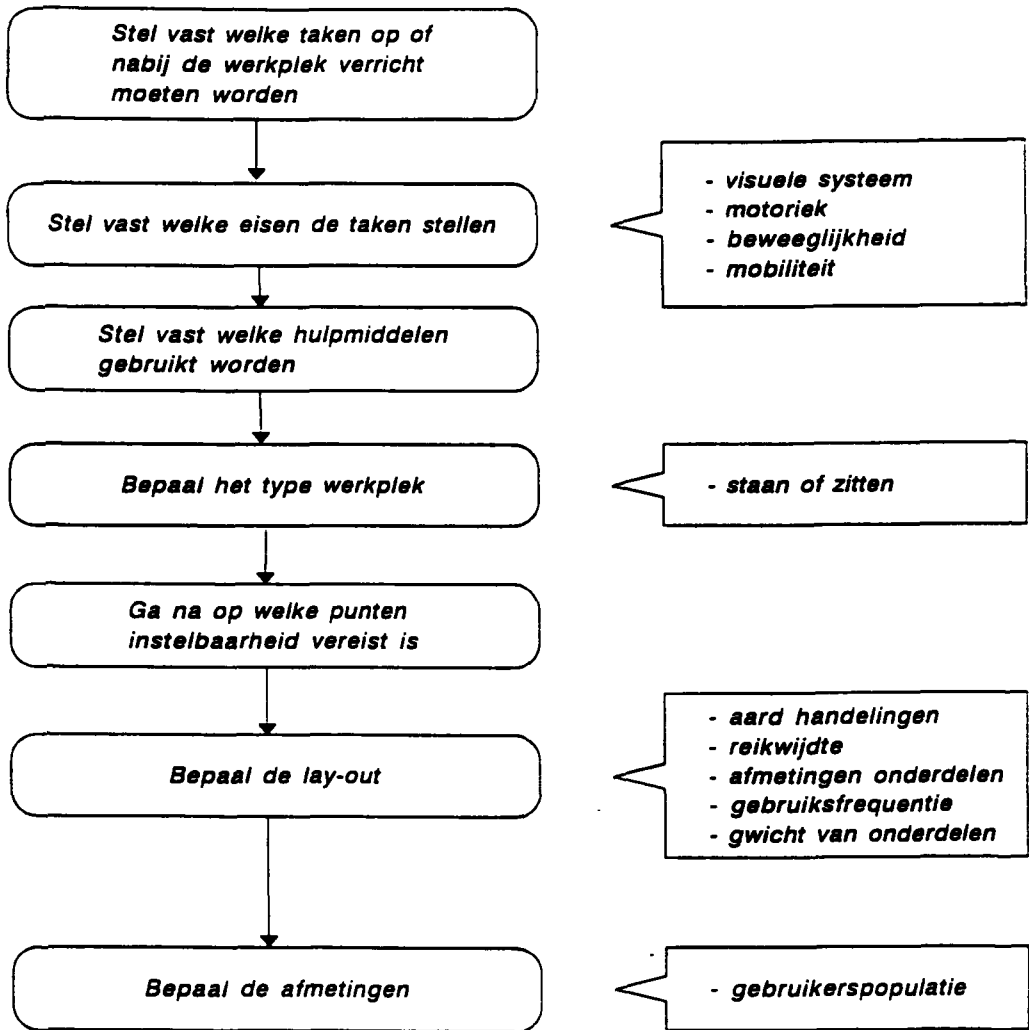 Stel vast welke taken op of
nabij de werkplek verricht
moeten worden
Stel vast welke eisen de taken stellen
- visuele systeem
- motoriek
- beweeglijkheid
- mobiliteit
Stel vast welke hulpmiddelen
gebruikt worden
Bepaal het type werkplek
- staan of zitten
Ga na op welke punten
instelbaarheid vereist is
Bepaal de lay-out
- aard handelingen
- reikwijdte
- afmetingen onderdelen
- gebruiksfrequentie
- gwicht van onderdelen
Bepaal de afmetingen
- gebruikerspopulatie